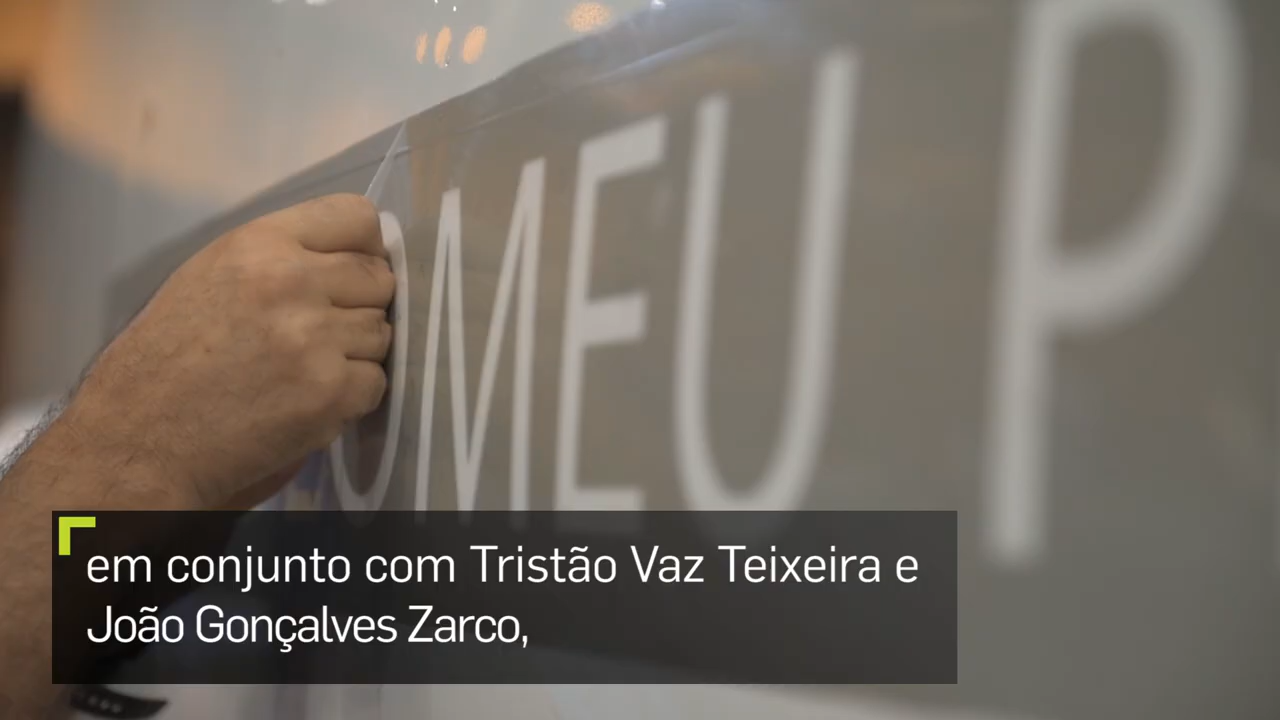 OMEU P
em conjunto com Tristão Vaz Teixeira e
João Gonçalves Zarco,